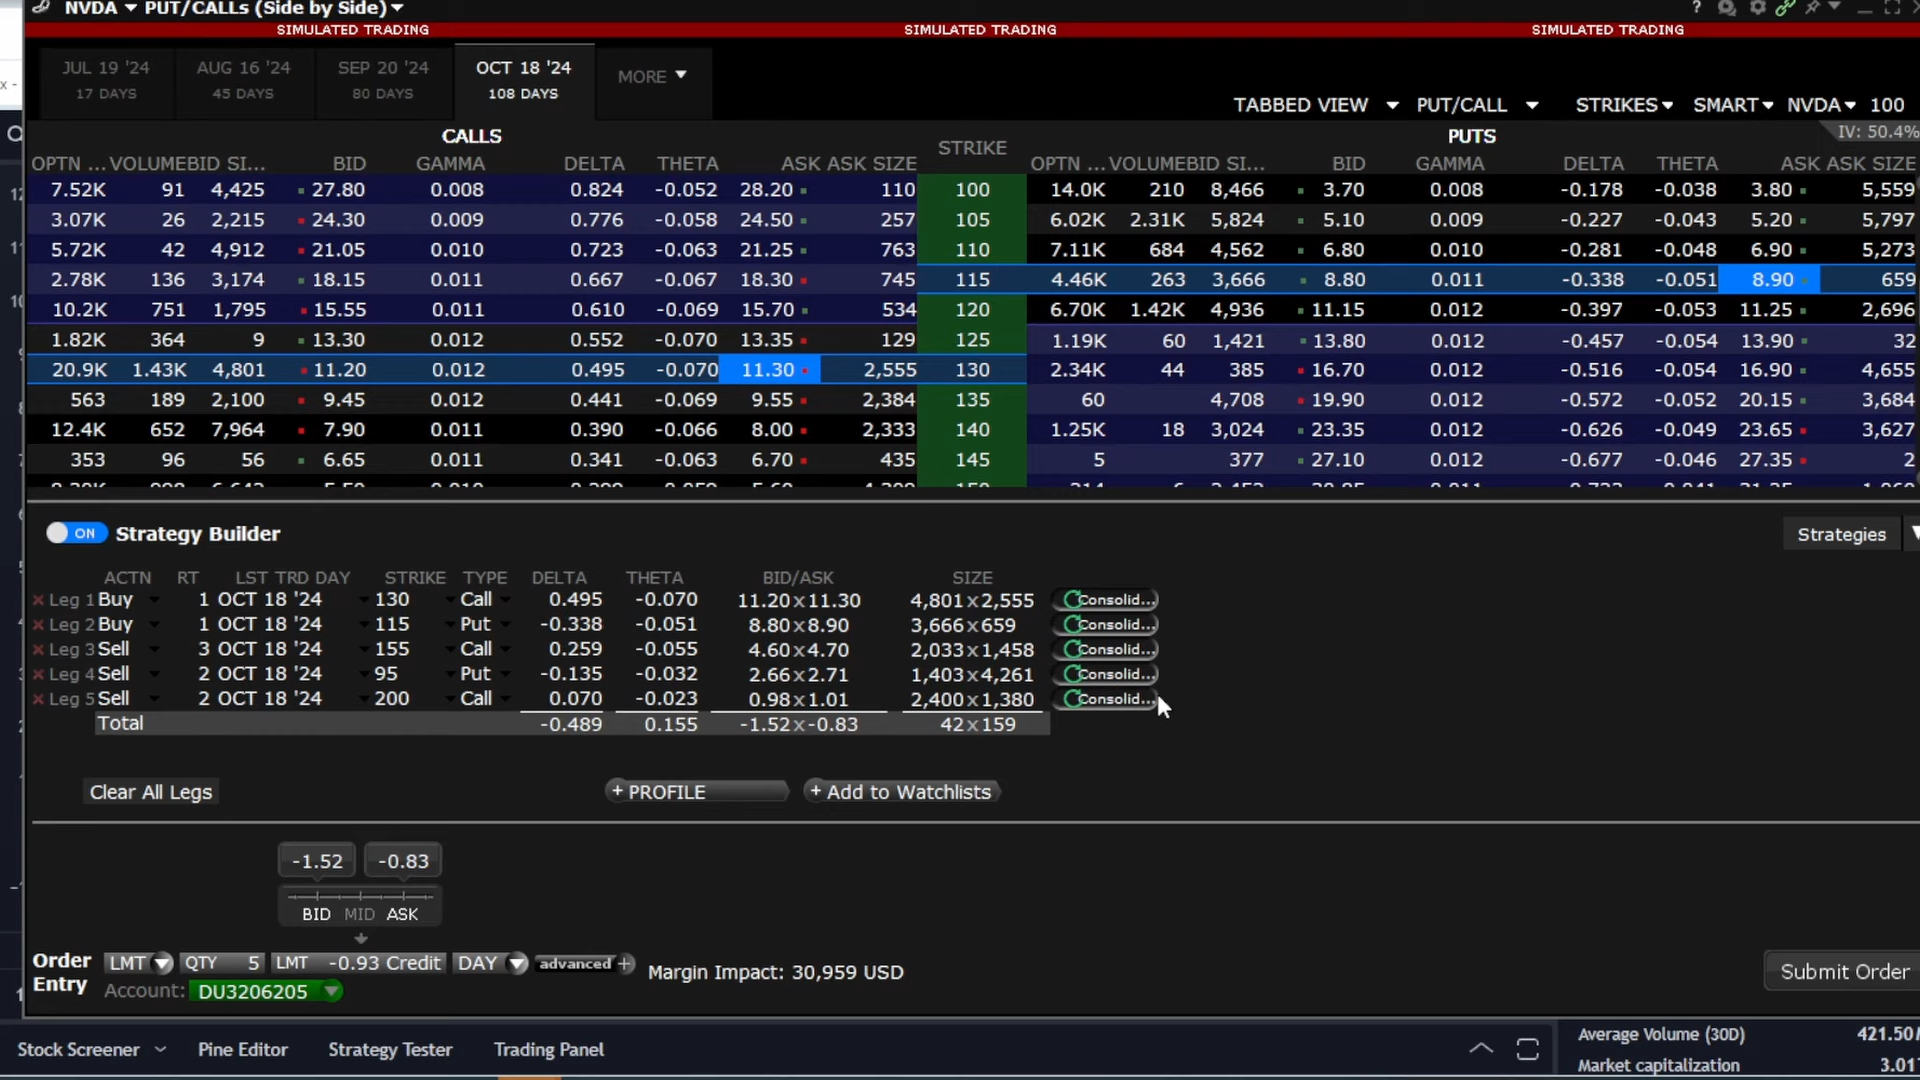 NVDA PUT/CALLs (Side by Side)
?
SIMULATED TRADING SIMULATED TRADING SIMULATED TRADING
JUL 19 '24 AUG 16 '24 SEP 20 '24 OCT 18 '24 MORE
17 DAYS 45 DAYS 80 DAYS 108 DAYS
TABBED VIEW PUT/CALL STRIKES SMART NVDA 100
IV: 50.4%
CALLS STRIKE PUTS
OPTN ... VOLUME BID SI... BID GAMMA DELTA THETA ASK ASK SIZE OPTN ... VOLUME BID SI... BID GAMMA DELTA THETA ASK ASK SIZE
7.52K 91 4,425 27.80 0.008 0.824 -0.052 28.20 110 100 14.0K 210 8,466 3.70 0.008 -0.178 -0.038 3.80 5,559
3.07K 26 2,215 24.30 0.009 0.776 -0.058 24.50 257 105 6.02K 2.31K 5,824 5.10 0.009 -0.227 -0.043 5.20 5,797
5.72K 42 4,912 21.05 0.010 0.723 -0.063 21.25 763 110 7.11K 684 4,562 6.80 0.010 -0.281 -0.048 6.90 5,273
2.78K 136 3,174 18.15 0.011 0.667 -0.067 18.30 745 115 4.46K 263 3,666 8.80 0.011 -0.338 -0.051 8.90 659
10.2K 751 1,795 15.55 0.011 0.610 -0.069 15.70 534 120 6.70K 1.42K 4,936 11.15 0.012 -0.397 -0.053 11.25 2,696
1.82K 364 9 13.30 0.012 0.552 -0.070 13.35 129 125 1.19K 60 1,421 13.80 0.012 -0.457 -0.054 13.90 32
20.9K 1.43K 4,801 11.20 0.012 0.495 -0.070 11.30 2,555 130 2.34K 44 385 16.70 0.012 -0.516 -0.054 16.90 4,655
563 189 2,100 9.45 0.012 0.441 -0.069 9.55 2,384 135 60 4,708 19.90 0.012 -0.572 -0.052 20.15 3,684
12.4K 652 7,964 7.90 0.011 0.390 -0.066 8.00 2,333 140 1.25K 18 3,024 23.35 0.012 -0.626 -0.049 23.65 3,627
353 96 56 6.65 0.011 0.341 -0.063 6.70 435 145 5 377 27.10 0.012 -0.677 -0.046 27.35 2
ON Strategy Builder Strategies
ACTN RT LST TRD DAY STRIKE TYPE DELTA THETA BID/ASK SIZE
Leg 1 Buy 1 OCT 18 '24 130 Call 0.495 -0.070 11.20 x 11.30 4,801 x 2,555 Consolid...
Leg 2 Buy 1 OCT 18 '24 115 Put -0.338 -0.051 8.80 x 8.90 3,666 x 659 Consolid...
Leg 3 Sell 3 OCT 18 '24 155 Call 0.259 -0.055 4.60 x 4.70 2,033 x 1,458 Consolid...
Leg 4 Sell 2 OCT 18 '24 95 Put -0.135 -0.032 2.66 x 2.71 1,403 x 4,261 Consolid...
Leg 5 Sell 2 OCT 18 '24 200 Call 0.070 -0.023 0.98 x 1.01 2,400 x 1,380 Consolid...
Total -0.489 0.155 -1.52 x -0.83 42 x 159
Clear All Legs + PROFILE + Add to Watchlists
-1.52 -0.83
BID MID ASK
Order Entry LMT QTY 5 LMT -0.93 Credit DAY advanced + Margin Impact: 30,959 USD Submit Order
Account: DU3206205
Stock Screener Pine Editor Strategy Tester Trading Panel
Average Volume (30D) 421.50
Market capitalization 3.01